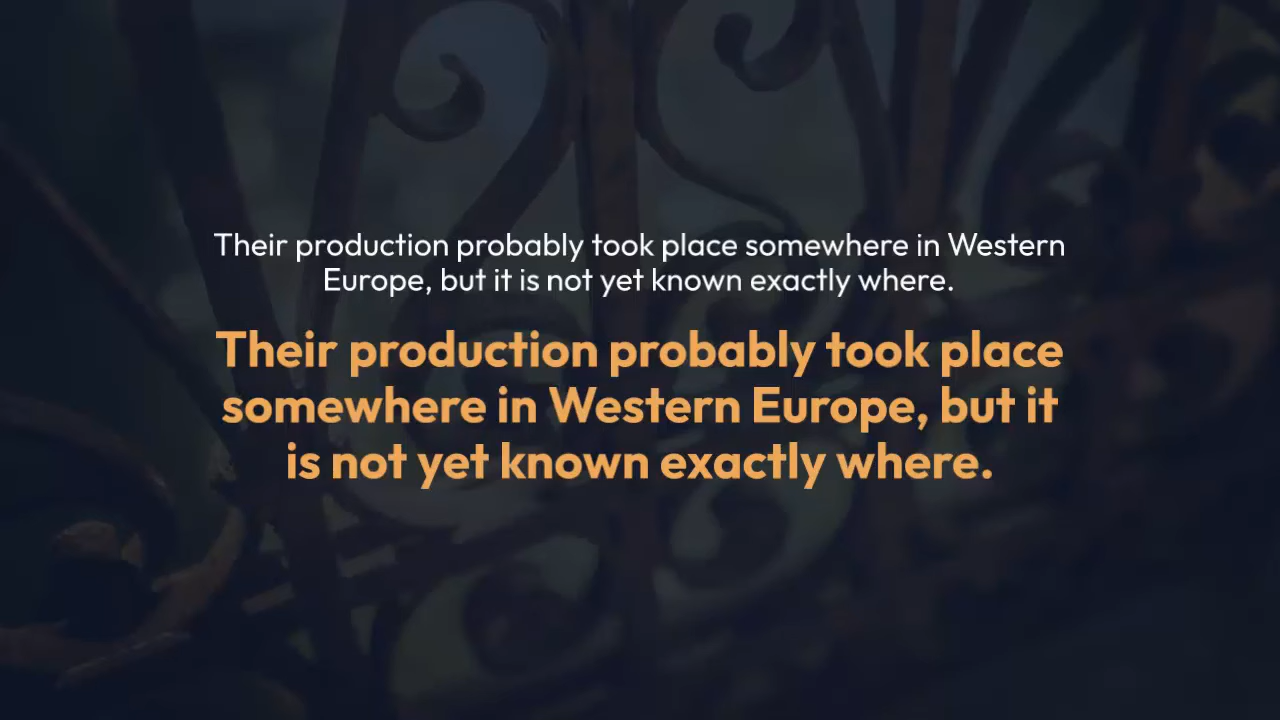 Their production probably took place somewhere in Western
Europe, but it is not yet known exactly where.
Their production probably took place
somewhere in Western Europe, but it
is not yet known exactly where.